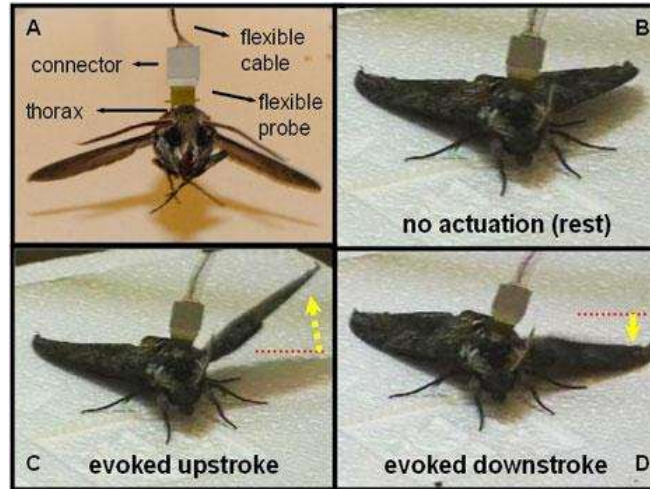 A
flexible
cable
connector
flexible
probe
thorax
B
no actuation (rest)
C
evoked upstroke
evoked downstroke
D